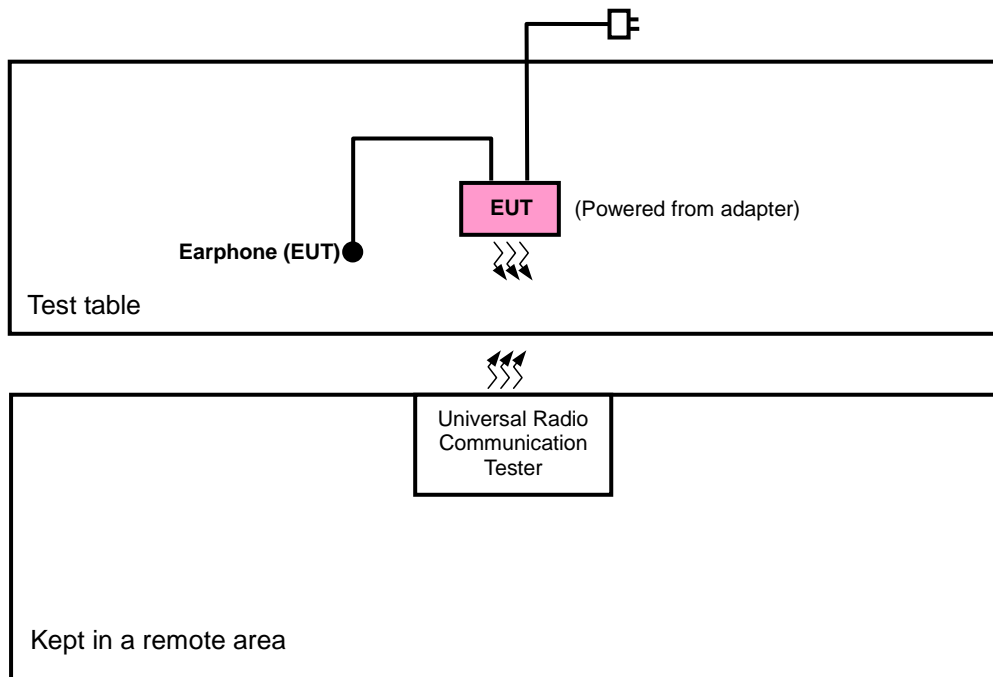 EUT
(Powered from adapter)
Earphone (EUT)
Test table
Universal Radio
Communication
Tester
Kept in a remote area